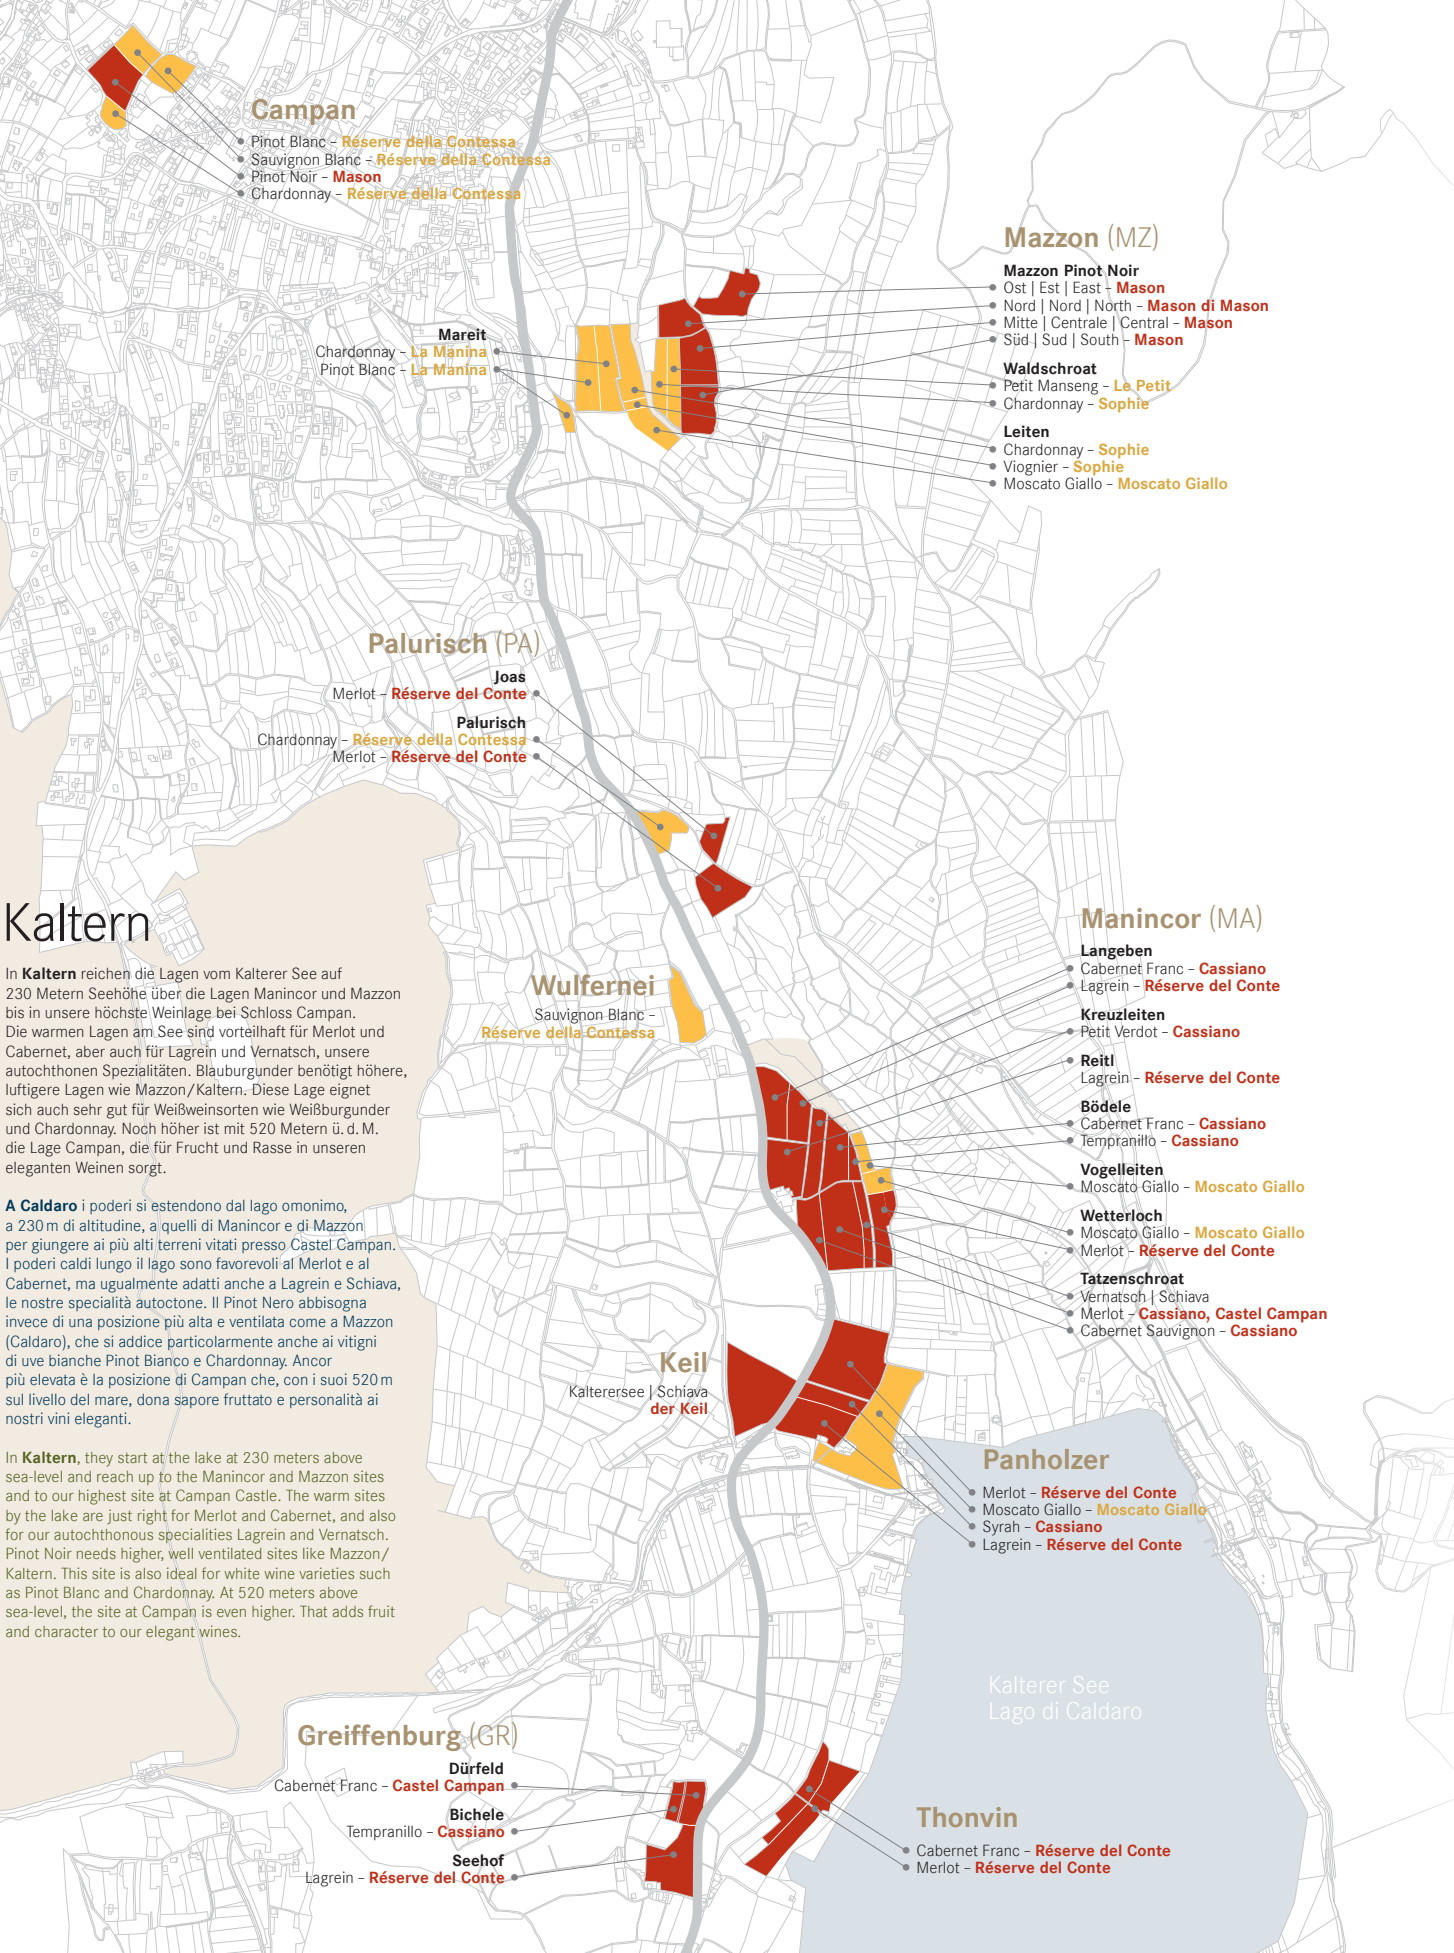 Campan
Pinot Blanc – Réserve della Contessa
Sauvignon Blanc – Réserve della Contessa
Pinot Noir – Mason
Chardonnay – Réserve della Contessa
Mazzon (MZ)
Mazzon Pinot Noir
Ost | Est | East – Mason
Nord | Nord | North – Mason di Mason
Mitte | Centrale | Central – Mason
Süd | Sud | South – Mason
Waldschroat
Petit Manseng – Le Petit
Chardonnay – Sophie
Leiten
Chardonnay – Sophie
Viognier – Sophie
Moscato Giallo – Moscato Giallo
Mareit
Chardonnay – La Manina
Pinot Blanc – La Manina
Palurisch (PA)
Joas
Merlot – Réserve del Conte
Palurisch
Chardonnay – Réserve della Contessa
Merlot – Réserve del Conte
Kaltern
In Kaltern reichen die Lagen vom Kalterer See auf
230 Metern Seehöhe über die Lagen Manincor und Mazzon
bis in unsere höchste Weinlage bei Schloss Campan.
Die warmen Lagen am See sind vorteilhaft für Merlot und
Cabernet, aber auch für Lagrein und Vernatsch, unsere
autochthonen Spezialitäten. Blauburgunder benötigt höhere,
luftigere Lagen wie Mazzon/Kaltern. Diese Lage eignet
sich auch sehr gut für Weißweinsorten wie Weißburgunder
und Chardonnay. Noch höher ist mit 520 Metern ü. d. M.
die Lage Campan, die für Frucht und Rasse in unseren
eleganten Weinen sorgt.
A Caldaro i poderi si estendono dal lago omonimo,
a 230 m di altitudine, a quelli di Manincor e di Mazzon
per giungere ai più alti terreni vitati presso Castel Campan.
I poderi caldi lungo il lago sono favorevoli al Merlot e al
Cabernet, ma ugualmente adatti anche a Lagrein e Schiava,
le nostre specialità autoctone. Il Pinot Nero abbisogna
invece di una posizione più alta e ventilata come a Mazzon
(Caldaro), che si addice particolarmente anche ai vitigni
di uve bianche Pinot Bianco e Chardonnay. Ancor
più elevata è la posizione di Campan che, con i suoi 520 m
sul livello del mare, dona sapore fruttato e personalità ai
nostri vini eleganti.
In Kaltern, they start at the lake at 230 meters above
sea-level and reach up to the Manincor and Mazzon sites
and to our highest site at Campan Castle. The warm sites
by the lake are just right for Merlot and Cabernet, and also
for our autochthonous specialities Lagrein and Vernatsch.
Pinot Noir needs higher, well ventilated sites like Mazzon/
Kaltern. This site is also ideal for white wine varieties such
as Pinot Blanc and Chardonnay. At 520 meters above
sea-level, the site at Campan is even higher. That adds fruit
and character to our elegant wines.
Wulfernei
Sauvignon Blanc –
Réserve della Contessa
Manincor (MA)
Langeben
Cabernet Franc – Cassiano
Lagrein – Réserve del Conte
Kreuzleiten
Petit Verdot – Cassiano
Reitl
Lagrein – Réserve del Conte
Bödele
Cabernet Franc – Cassiano
Tempranillo – Cassiano
Vogelleiten
Moscato Giallo – Moscato Giallo
Wetterloch
Moscato Giallo – Moscato Giallo
Merlot – Réserve del Conte
Tatzenschroat
Vernatsch | Schiava
Merlot – Cassiano, Castel Campan
Cabernet Sauvignon – Cassiano
Keil
Kalterersee | Schiava
der Keil
Panholzer
Merlot – Réserve del Conte
Moscato Giallo – Moscato Giallo
Syrah – Cassiano
Lagrein – Réserve del Conte
Kalterer See
Lago di Caldaro
Greiffenburg (GR)
Dürfeld
Cabernet Franc – Castel Campan
Bichele
Tempranillo – Cassiano
Seehof
Lagrein – Réserve del Conte
Thonvin
Cabernet Franc – Réserve del Conte
Merlot – Réserve del Conte